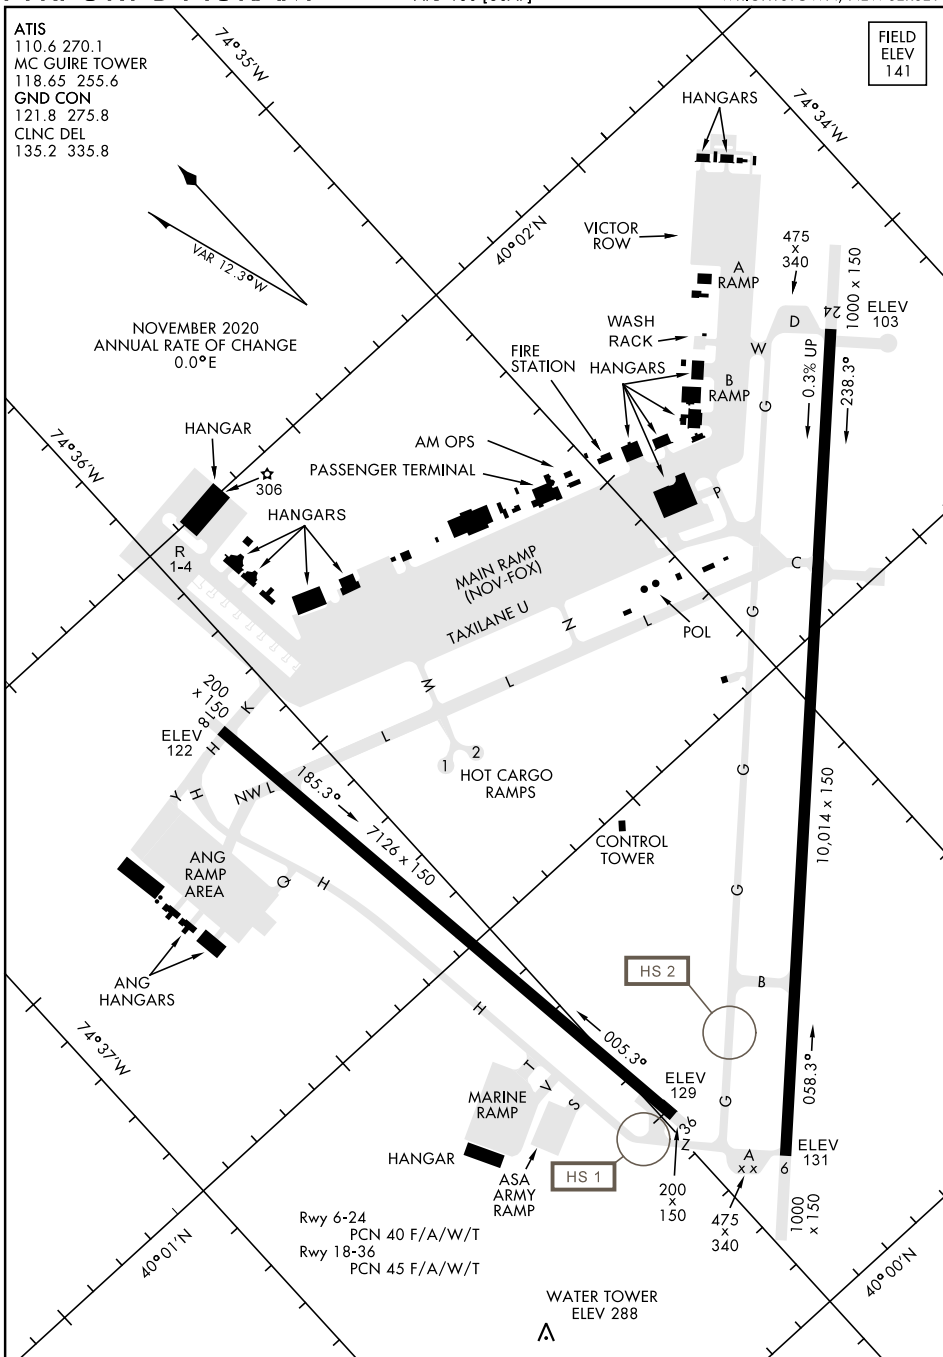 ATIS
110.6 270.1
MC GUIRE TOWER
118.65 255.6
GND CON
121.8 275.8
CLNC DEL
135.2 335.8
FIELD
ELEV
141
74°35'W
74°34'W
HANGARS
VAR 12.3°W
40°02'N
VICTOR
ROW
475
x
340
A
RAMP
1000 x 150
ELEV
103
24
D
NOVEMBER 2020
ANNUAL RATE OF CHANGE
0.0°E
WASH
RACK
W
FIRE
STATION
HANGARS
B
RAMP
G
0.3% UP
238.3°
74°36'W
HANGAR
AM OPS
PASSENGER TERMINAL
306
HANGARS
P
R
1-4
MAIN RAMP
(NOV-FOX)
TAXILANE U
C
N
L
POL
G
G
200
x 150
18
K
M
L
ELEV
122
H
L
1
2
HOT CARGO
RAMPS
G
Y
H
NW L
185.3°
7126 x 150
10,014 x 150
CONTROL
TOWER
ANG
RAMP
AREA
Q
H
G
ANG
HANGARS
HS 2
B
H
005.3°
058.3°
74°37'W
T
V
S
ELEV
129
G
MARINE
RAMP
36
Z
HANGAR
HS 1
A
x x
6
ELEV
131
ASA
ARMY
RAMP
200
x
150
475
x
340
1000
x 150
Rwy 6-24
PCN 40 F/A/W/T
Rwy 18-36
PCN 45 F/A/W/T
40°01'N
40°00'N
WATER TOWER
ELEV 288